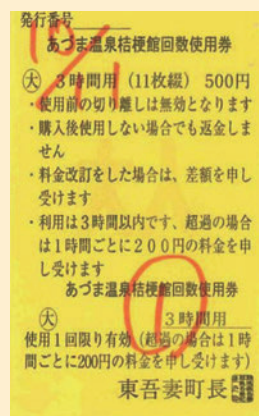 発行番号
あづま温泉桔梗館回数使用券
大 3時間用(11枚綴) 500円
・使用前の切り離しは無効となります
・購入後使用しない場合でも返金しま
せん
・料金改訂をした場合は、差額を申し
受けます
・利用は3時間以内です、超過の場合
は1時間ごとに200円の料金を申
し受けます
あづま温泉桔梗館回数使用券
大 3時間用
使用1回限り有効(超過の場合は1時
間ごとに200円の料金を申し受けます)
東吾妻町長